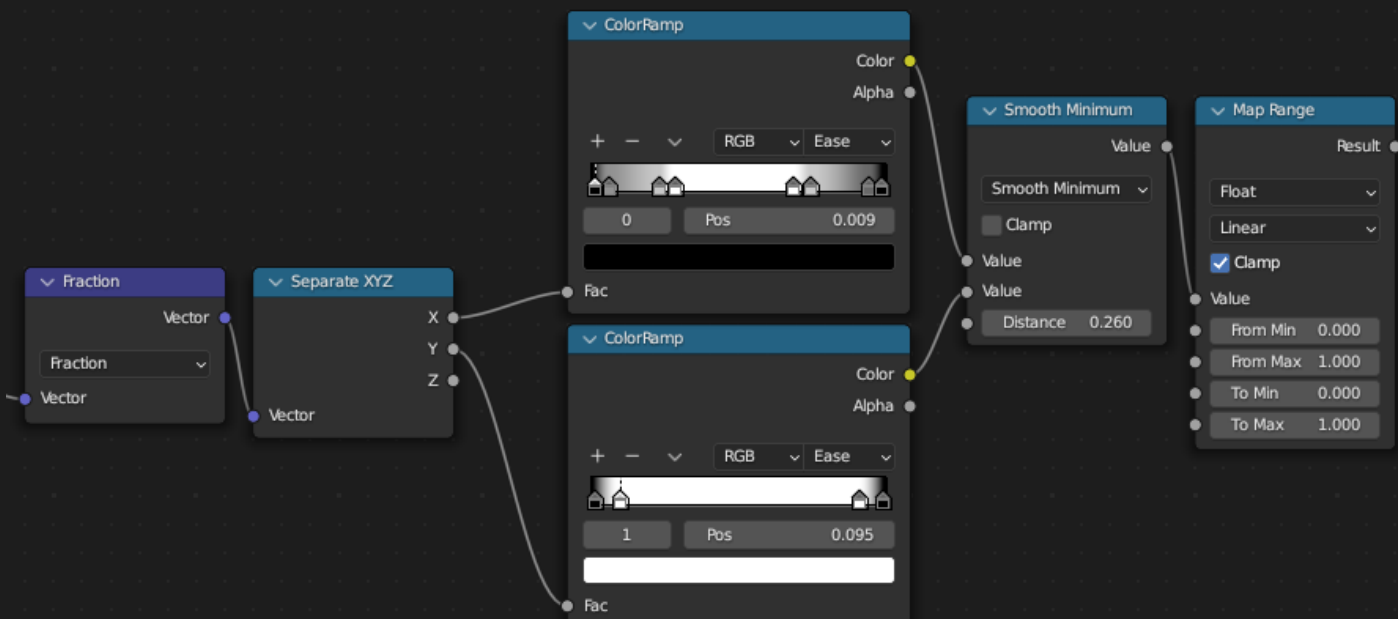 Fraction
Vector
Fraction
Vector
Separate XYZ
X
Y
Z
Vector
ColorRamp
Color
Alpha
+ − RGB Ease
0 Pos 0.009
Fac
ColorRamp
Color
Alpha
+ − RGB Ease
1 Pos 0.095
Fac
Smooth Minimum
Value
Smooth Minimum
Clamp
Value
Value
Distance 0.260
Map Range
Result
Float
Linear
Clamp
Value
From Min 0.000
From Max 1.000
To Min 0.000
To Max 1.000